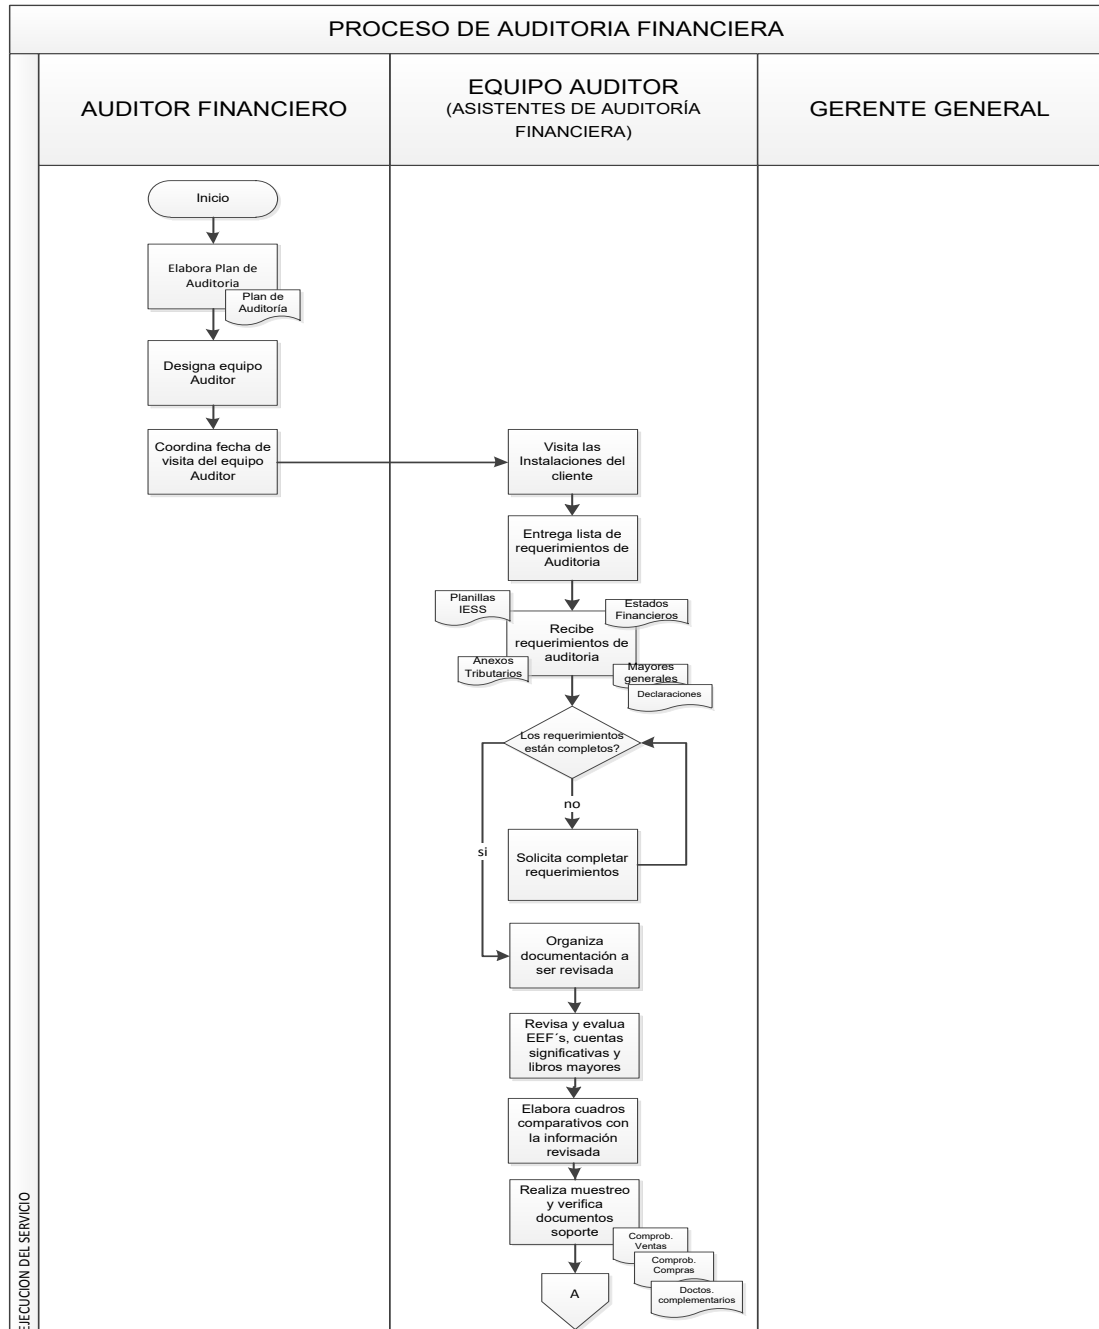 PROCESO DE AUDITORIA FINANCIERA
AUDITOR FINANCIERO
EQUIPO AUDITOR
(ASISTENTES DE AUDITORÍA
FINANCIERA)
GERENTE GENERAL
Inicio
Elabora Plan de
Auditoria
Plan de
Auditoría
Designa equipo
Auditor
Coordina fecha de
visita del equipo
Auditor
Visita las
Instalaciones del
cliente
Entrega lista de
requerimientos de
Auditoria
Planillas
IESS
Estados
Financieros
Recibe
requerimientos de
auditoria
Anexos
Tributarios
Mayores
generales
Declaraciones
Los requerimientos
están completos?
no
si
Solicita completar
requerimientos
Organiza
documentación a
ser revisada
Revisa y evalua
EEF´s, cuentas
significativas y
libros mayores
Elabora cuadros
comparativos con
la información
revisada
Realiza muestreo
y verifica
documentos
soporte
Comprob.
Ventas
Comprob.
Compras
Doctos.
complementarios
A
EJECUCION DEL SERVICIO